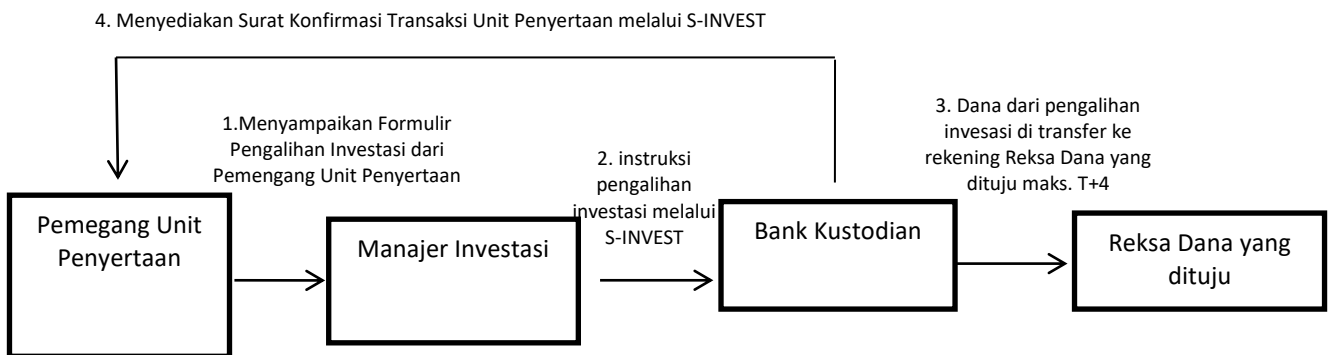 4. Menyediakan Surat Konfirmasi Transaksi Unit Penyertaan melalui S-INVEST
1.Menyampaikan Formulir
Pengalihan Investasi dari
Pemengang Unit Penyertaan
2. instruksi
pengalihan
investasi melalui
S-INVEST
3. Dana dari pengalihan
invesasi di transfer ke
rekening Reksa Dana yang
dituju maks. T+4
Pemegang Unit
Penyertaan
Manajer Investasi
Bank Kustodian
Reksa Dana yang
dituju